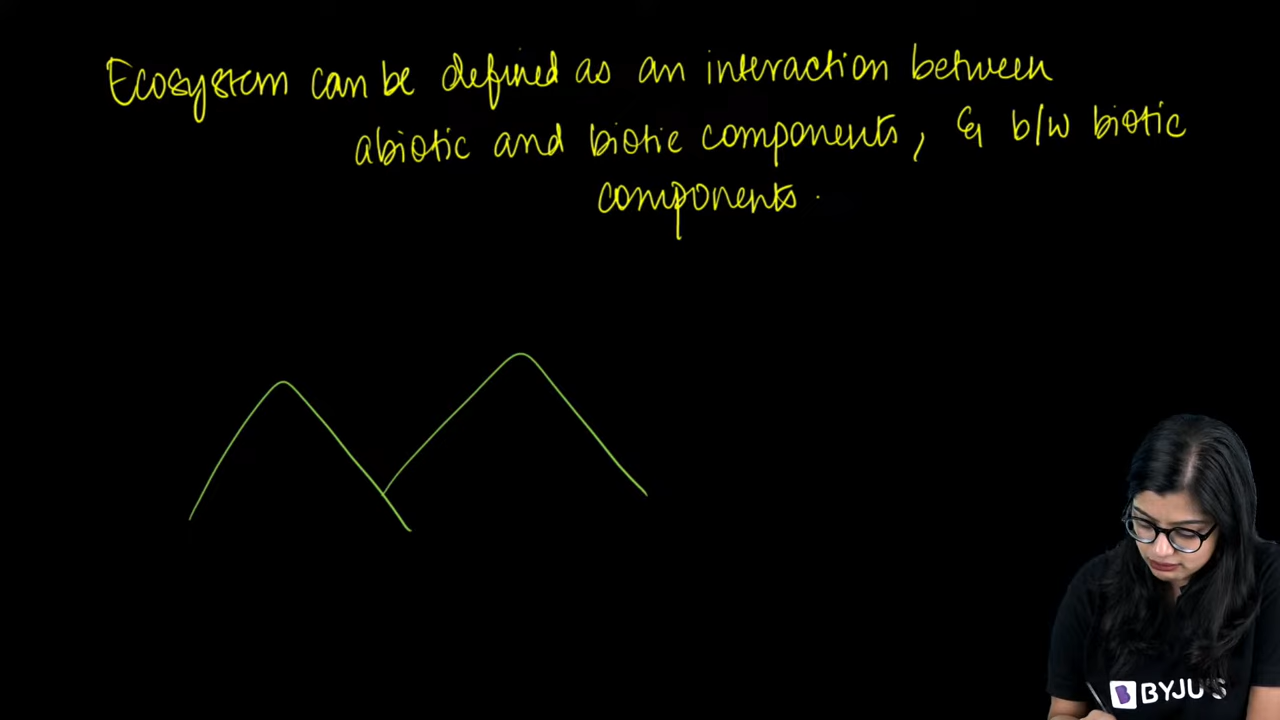 Ecosystem can be defined as an interaction between
abiotic and biotic components, & b/w biotic
components.
BYJU'S